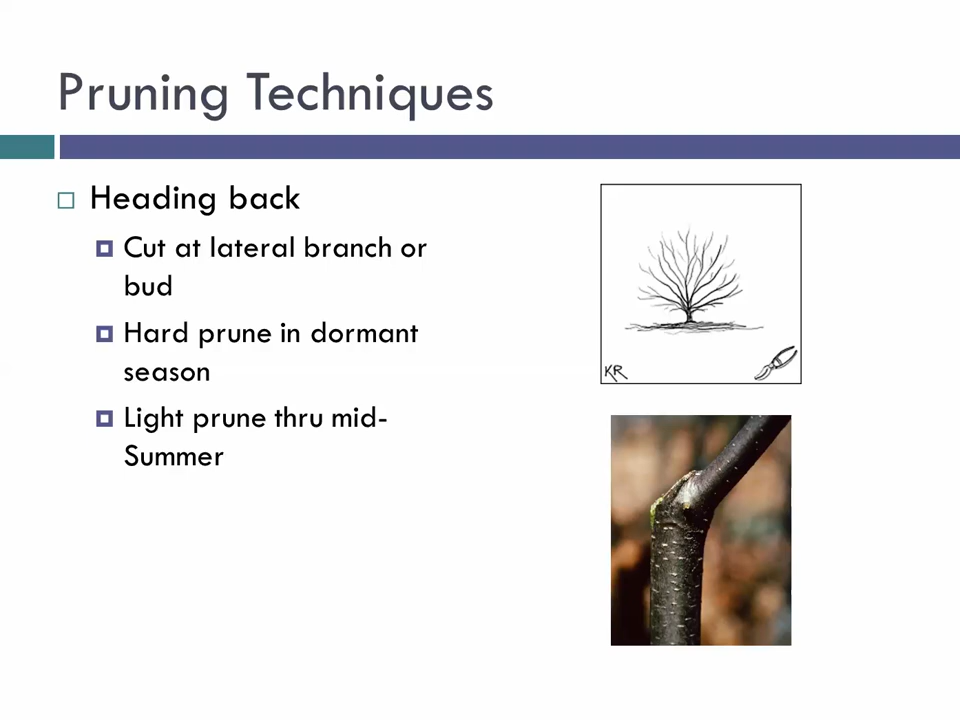 Pruning Techniques
Heading back
Cut at lateral branch or
bud
Hard prune in dormant
season
Light prune thru mid-
Summer
KR